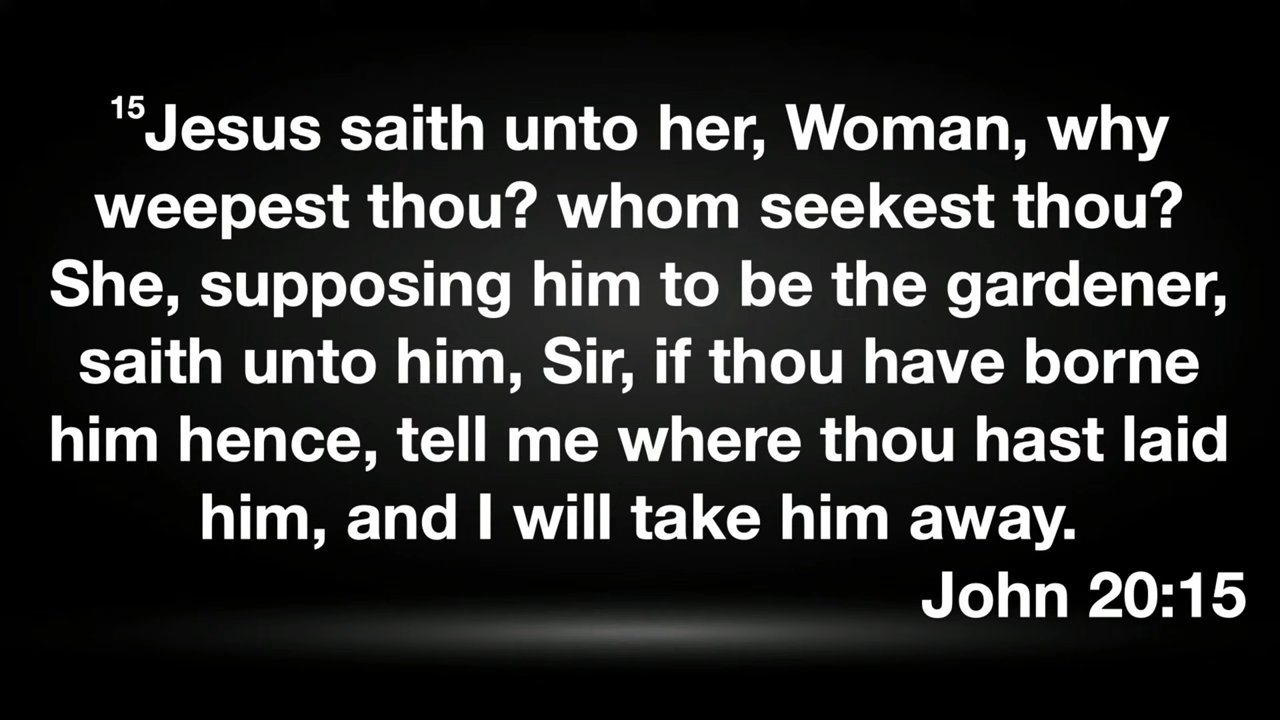 15Jesus saith unto her, Woman, why
weepest thou? whom seekest thou?
She, supposing him to be the gardener,
saith unto him, Sir, if thou have borne
him hence, tell me where thou hast laid
him, and I will take him away.
John 20:15